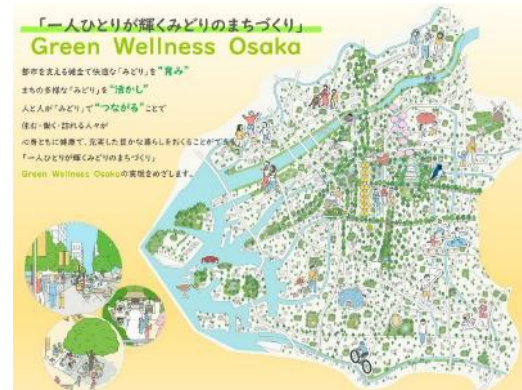 「一人ひとりが輝くみどりのまちづくり」
Green Wellness Osaka
都市を支える健全で快適な「みどり」を"育み"
まちの多様な「みどり」を"活かし"
人と人が「みどり」で"つながる"ことで
住む・働く・訪れる人々が
心身ともに健康で、充実した豊かな暮らしをおくることができる
「一人ひとりが輝くみどりのまちづくり」
Green Wellness Osakaの実現をめざします。